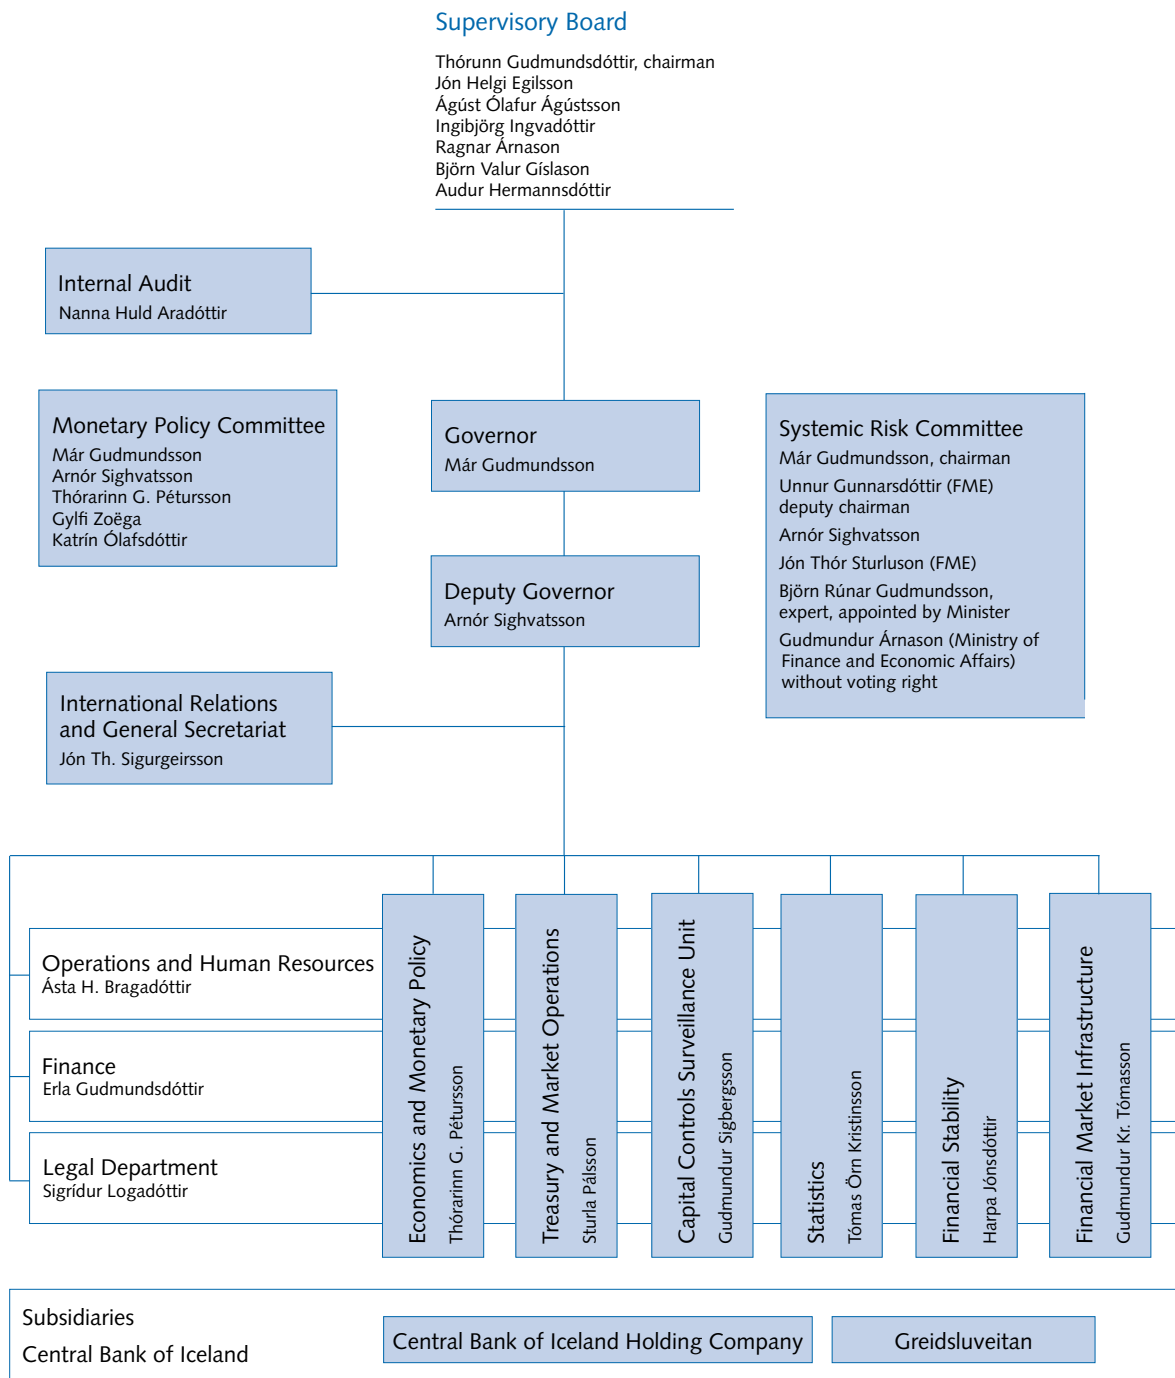 Supervisory Board
Thórunn Gudmundsdóttir, chairman
Jón Helgi Egilsson
Ágúst Ólafur Ágústsson
Ingibjörg Ingvadóttir
Ragnar Árnason
Björn Valur Gíslason
Audur Hermannsdóttir
Internal Audit
Nanna Huld Aradóttir
Monetary Policy Committee
Már Gudmundsson
Arnór Sighvatsson
Thórarinn G. Pétursson
Gylfi Zoëga
Katrín Ólafsdóttir
Governor
Már Gudmundsson
Systemic Risk Committee
Már Gudmundsson, chairman
Unnur Gunnarsdóttir (FME)
deputy chairman
Arnór Sighvatsson
Jón Thór Sturluson (FME)
Björn Rúnar Gudmundsson,
expert, appointed by Minister
Gudmundur Árnason (Ministry of
Finance and Economic Affairs)
without voting right
Deputy Governor
Arnór Sighvatsson
International Relations
and General Secretariat
Jón Th. Sigurgeirsson
Operations and Human Resources
Ásta H. Bragadóttir
Finance
Erla Gudmundsdóttir
Legal Department
Sigrídur Logadóttir
Economics and Monetary Policy
Thórarinn G. Pétursson
Treasury and Market Operations
Sturla Pálsson
Capital Controls Surveillance Unit
Gudmundur Sigbergsson
Statistics
Tómas Örn Kristinsson
Financial Stability
Harpa Jónsdóttir
Financial Market Infrastructure
Gudmundur Kr. Tómasson
Subsidiaries
Central Bank of Iceland
Central Bank of Iceland Holding Company
Greidsluveitan